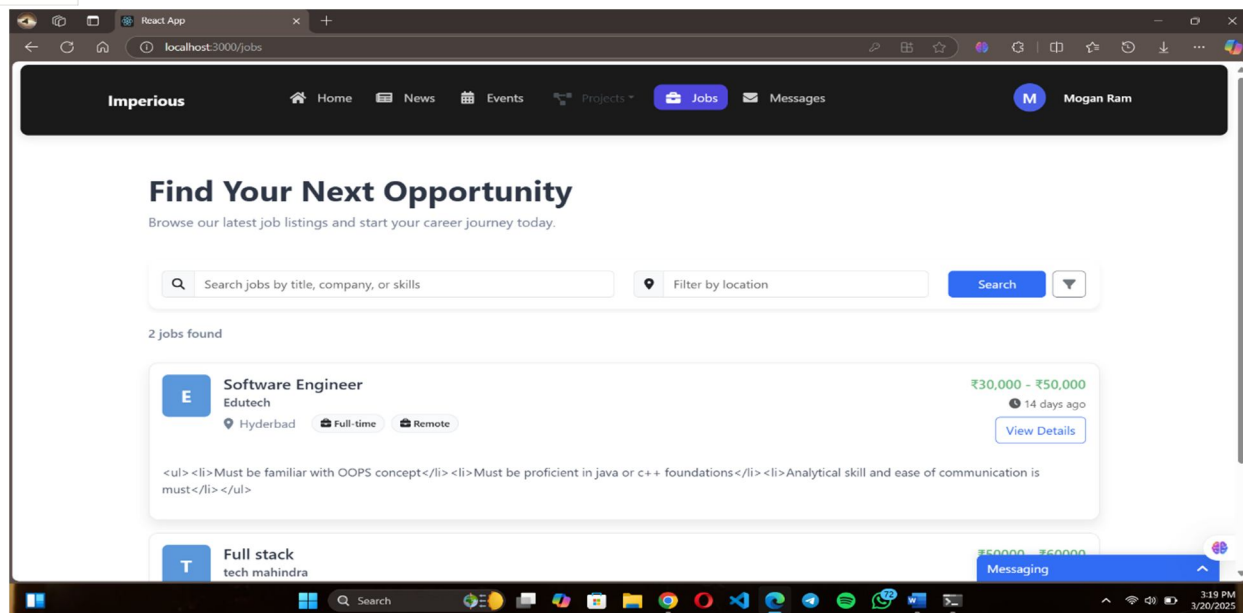 React App
localhost:3000/jobs
Imperious
Home
News
Events
Projects
Jobs
Messages
M
Mogan Ram
Find Your Next Opportunity
Browse our latest job listings and start your career journey today.
Search jobs by title, company, or skills
Filter by location
Search
2 jobs found
E
Software Engineer
Edutech
Hyderbad
Full-time
Remote
₹30,000 - ₹50,000
14 days ago
View Details
<ul><li>Must be familiar with OOPS concept</li><li>Must be proficient in java or c++ foundations</li><li>Analytical skill and ease of communication is
must</li></ul>
T
Full stack
tech mahindra
₹50000 - ₹60000
Messaging
Search
22
3:19 PM
3/20/2025